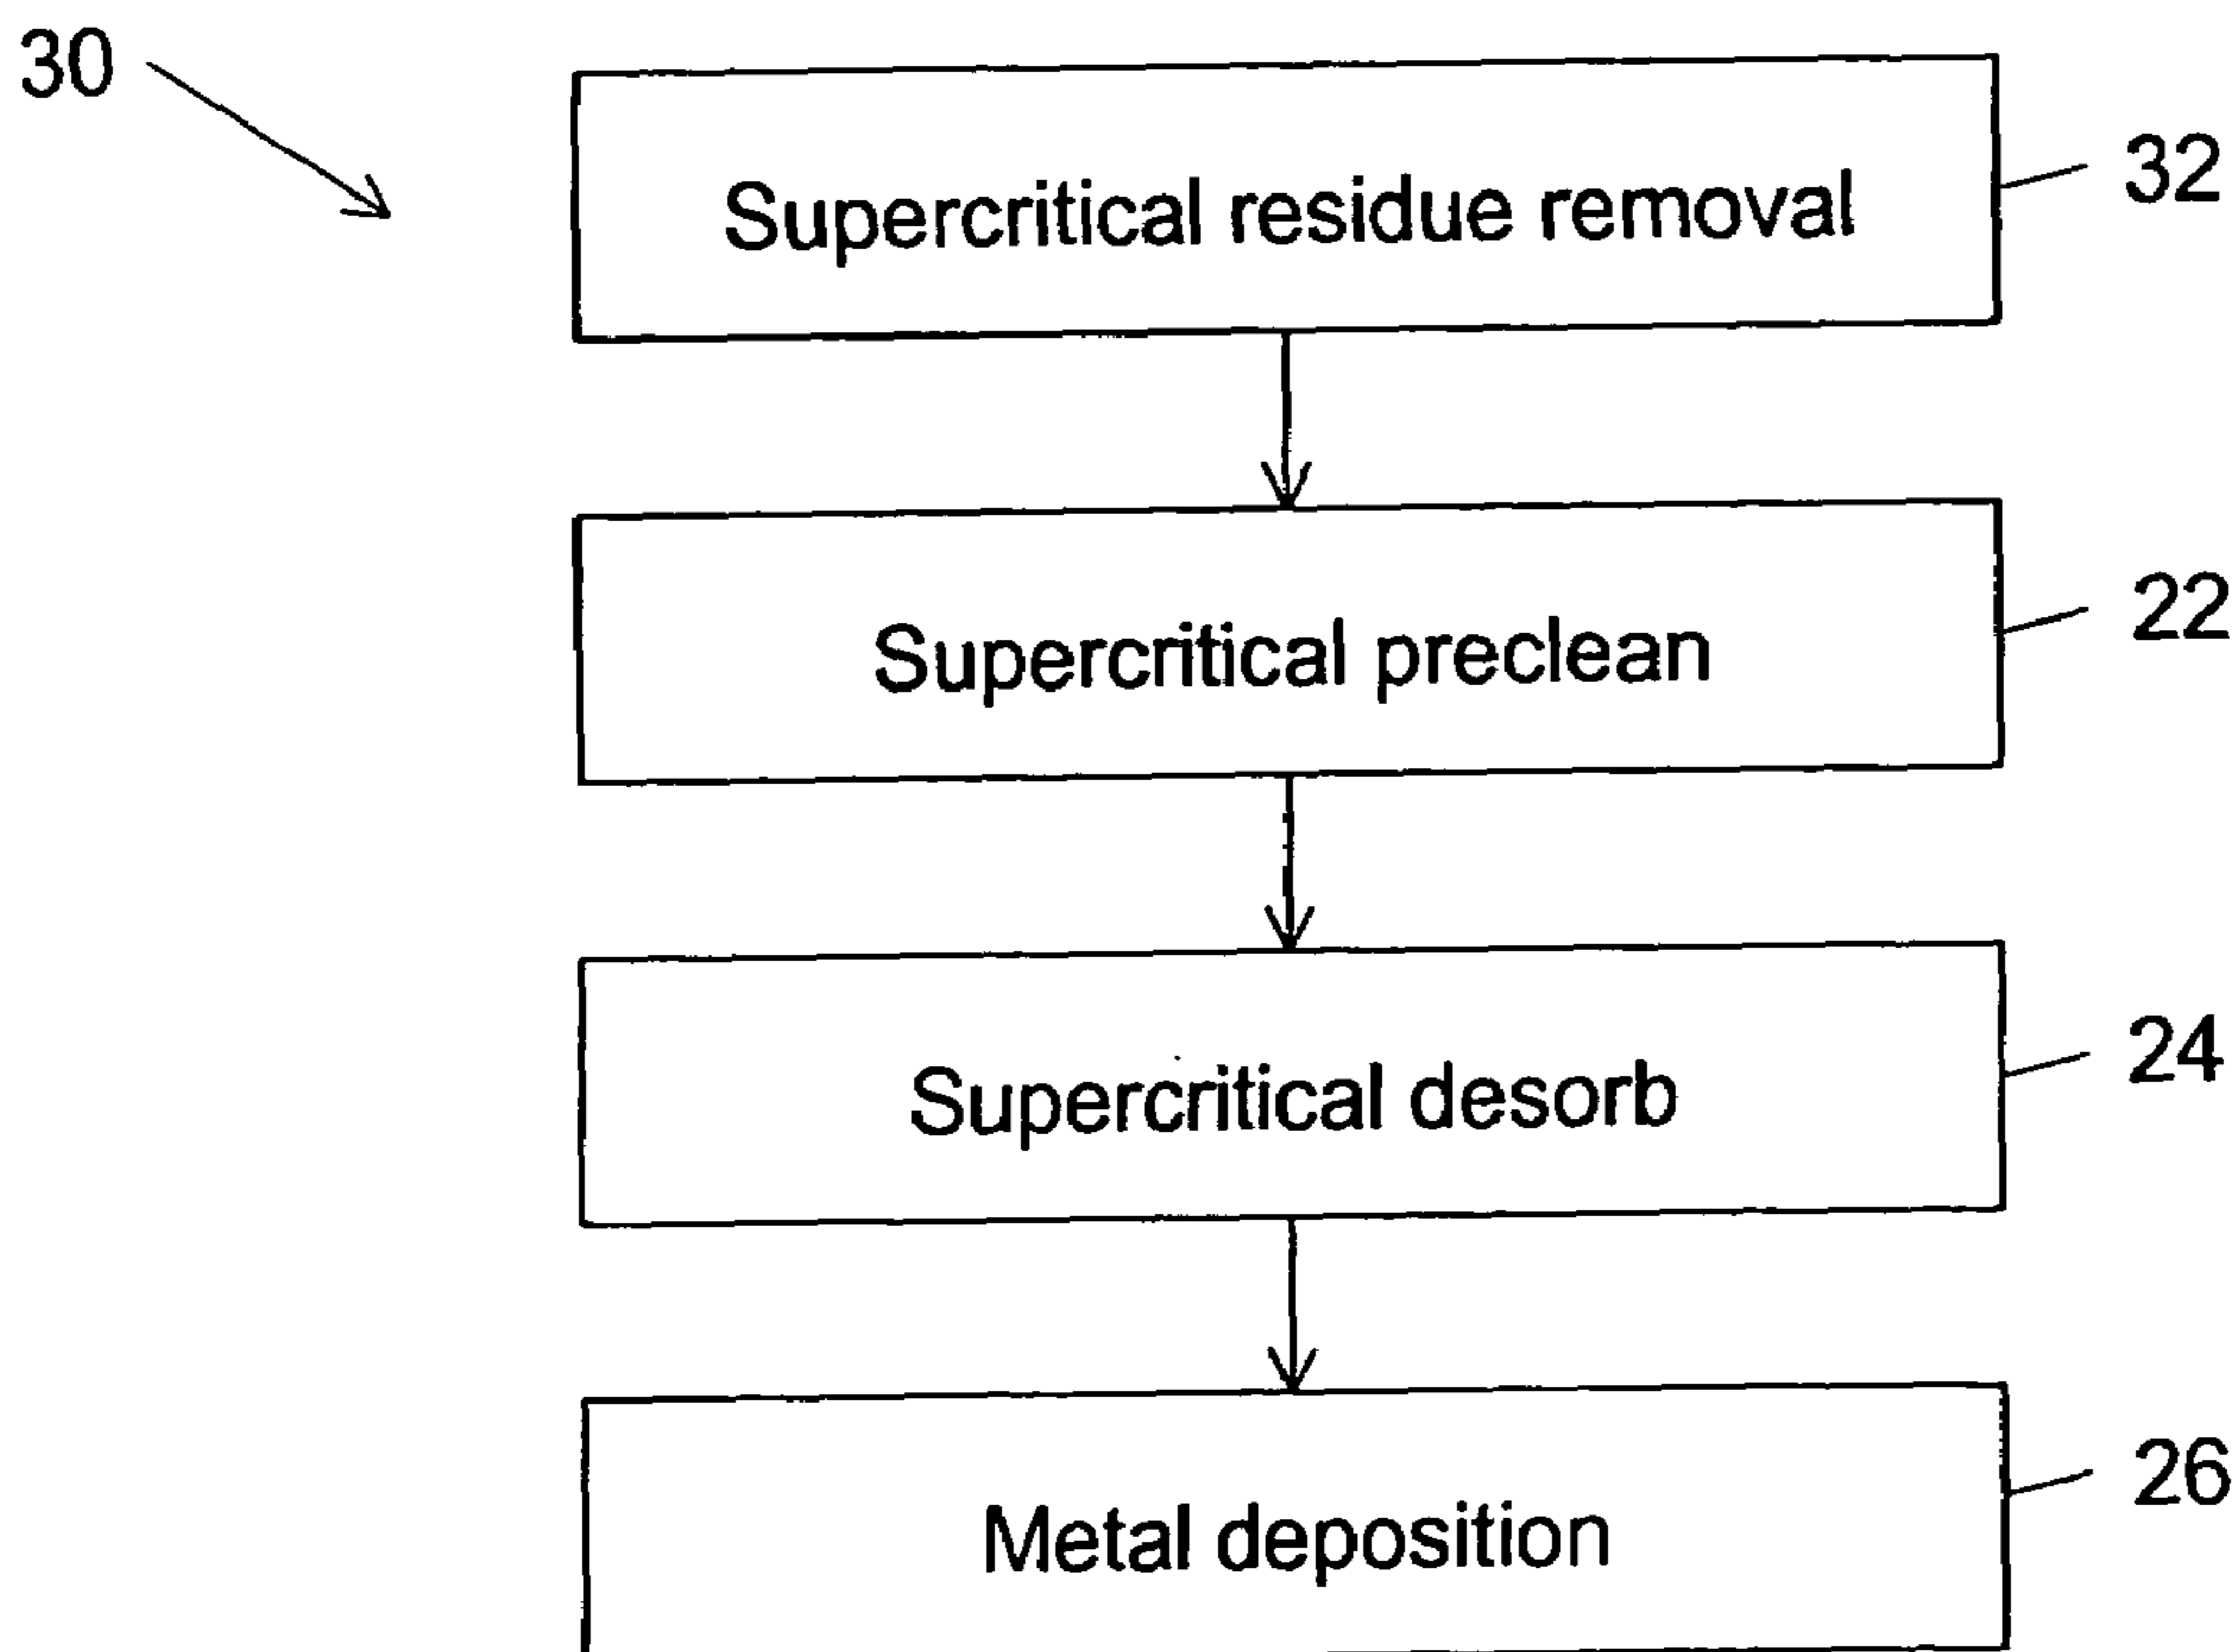 30
Supercritical residue removal
32
Supercritical preclean
22
Supercritical desorb
24
Metal deposition
26